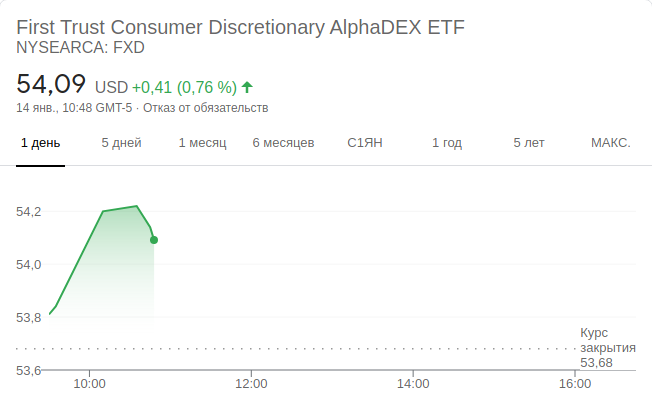 First Trust Consumer Discretionary AlphaDEX ETF
NYSEARCA: FXD
54,09 USD +0,41 (0,76 %)
14 янв., 10:48 GMT-5 · Отказ от обязательств
1 день 5 дней 1 месяц 6 месяцев С1ЯН 1 год 5 лет МАКС.
54,2
54,0
53,8
Курс
закрытия
53,68
53,6
10:00 12:00 14:00 16:00